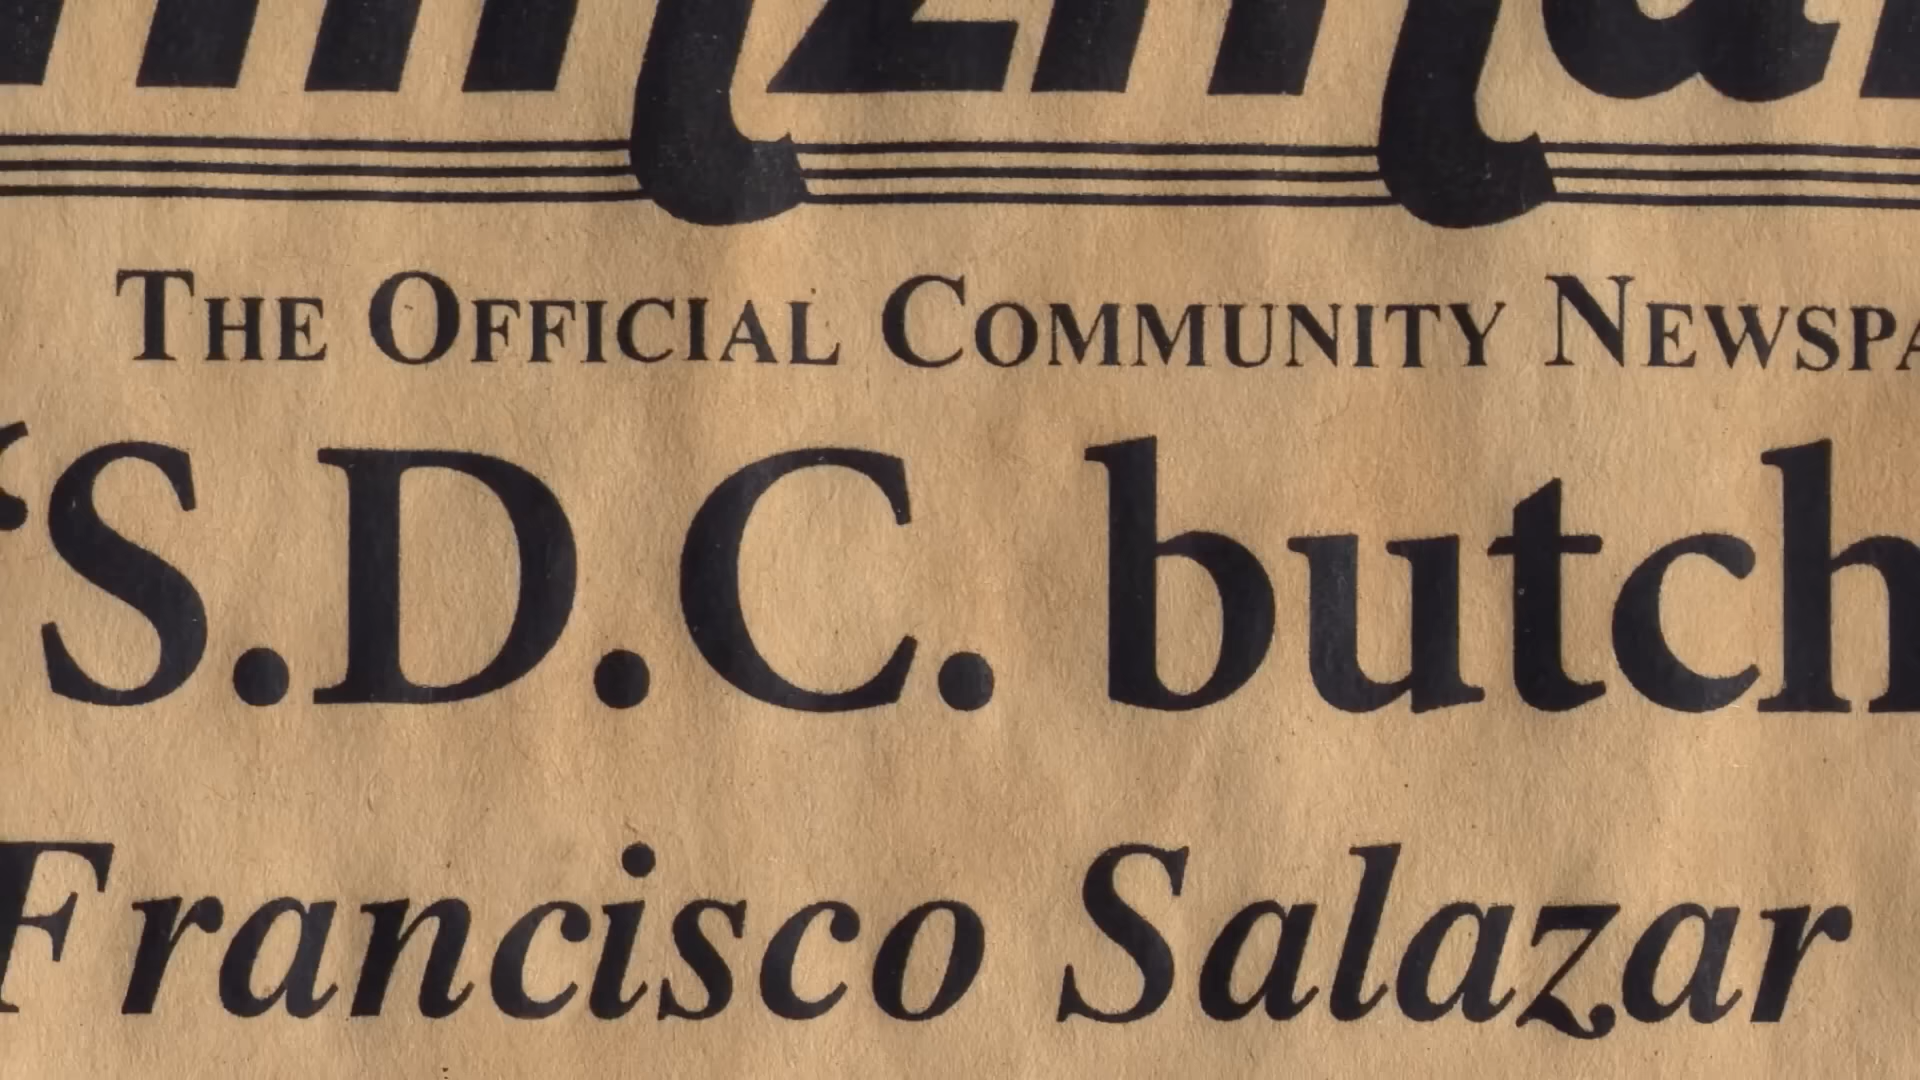 THE OFFICIAL COMMUNITY NEWSPA
“S.D.C. butch
Francisco Salazar